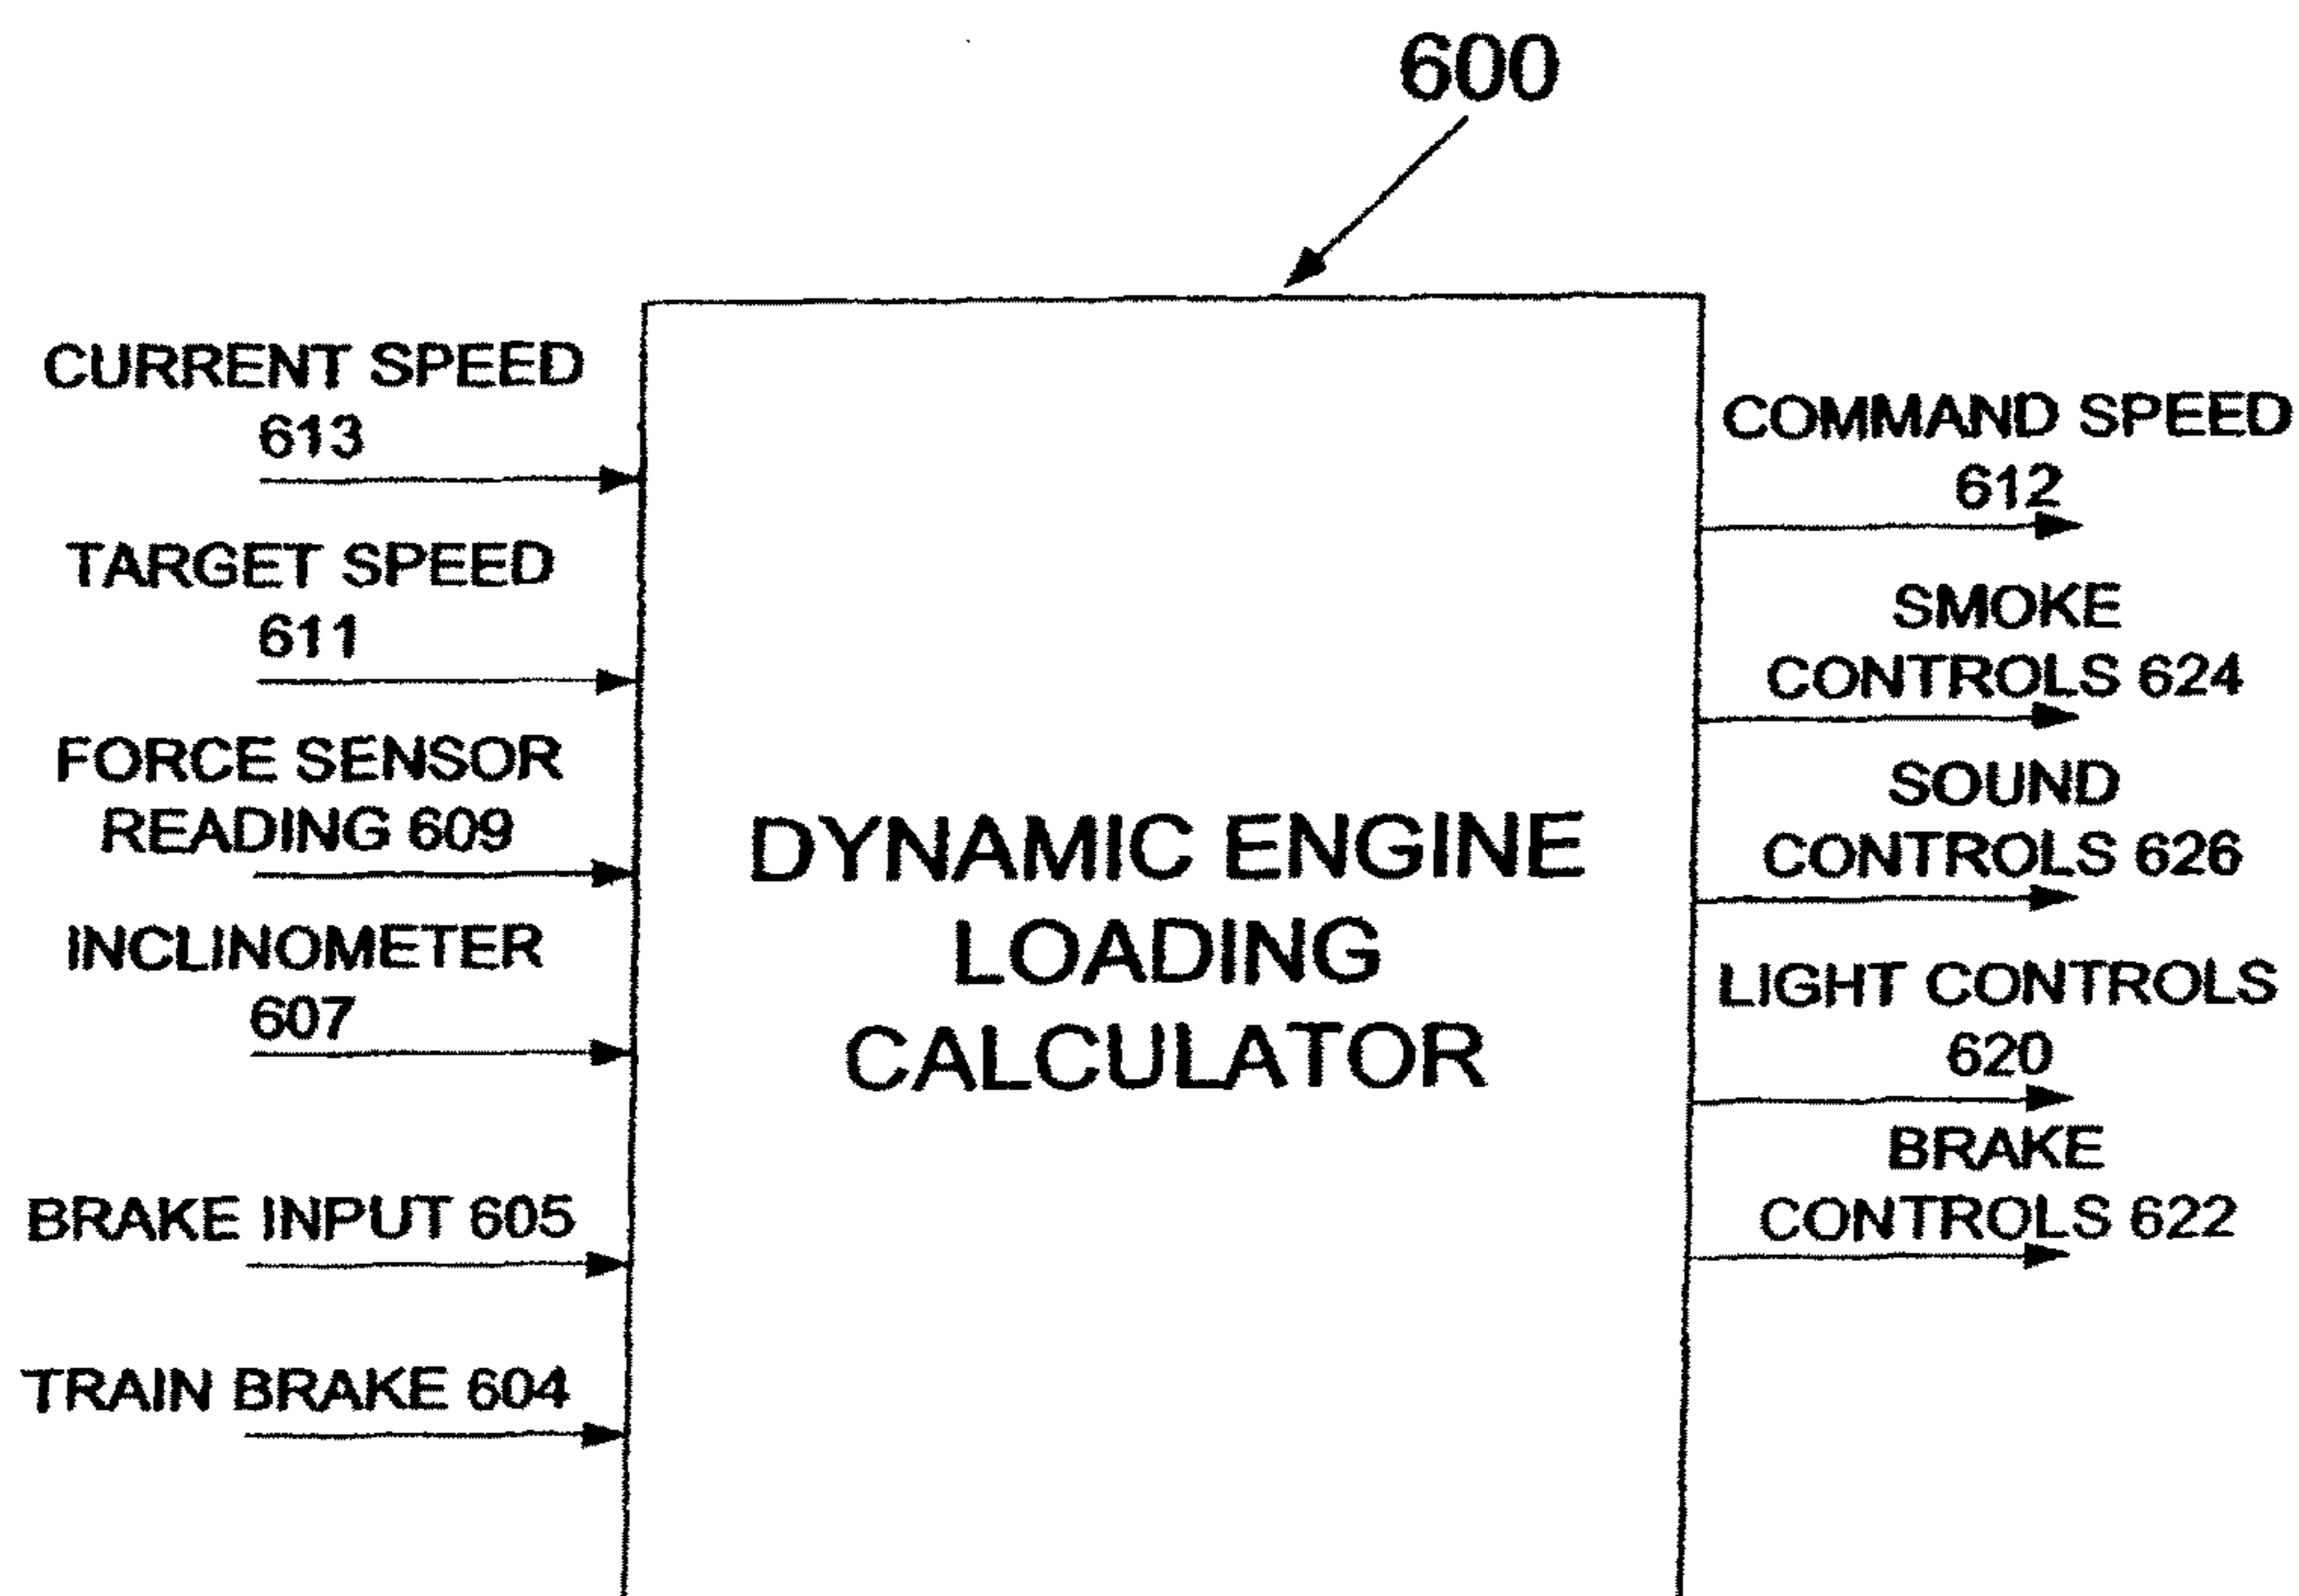 600
CURRENT SPEED
613
TARGET SPEED
611
FORCE SENSOR
READING 609
INCLINOMETER
607
BRAKE INPUT 605
TRAIN BRAKE 604
DYNAMIC ENGINE
LOADING
CALCULATOR
COMMAND SPEED
612
SMOKE
CONTROLS 624
SOUND
CONTROLS 626
LIGHT CONTROLS
620
BRAKE
CONTROLS 622